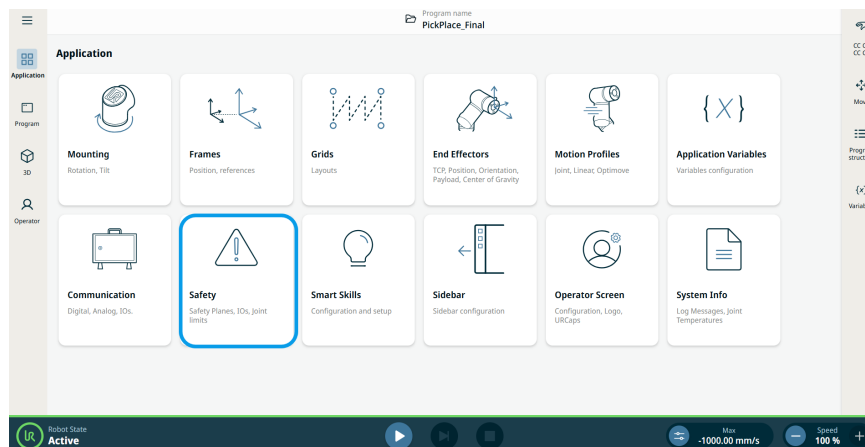 Program name
PickPlace_Final
Application
Application
Program
3D
Operator
Mounting
Rotation, Tilt
Frames
Position, references
Grids
Layouts
End Effectors
TCP, Position, Orientation,
Payload, Center of Gravity
Motion Profiles
Joint, Linear, Optimove
{X}
Application Variables
Variables configuration
Communication
Digital, Analog, IOs.
Safety
Safety Planes, IOs, Joint
limits
Smart Skills
Configuration and setup
Sidebar
Sidebar configuration
Operator Screen
Configuration, Logo,
URCaps
System Info
Log Messages, Joint
Temperatures
UR
Robot State
Active
Max
-1000.00 mm/s
Speed
100 %